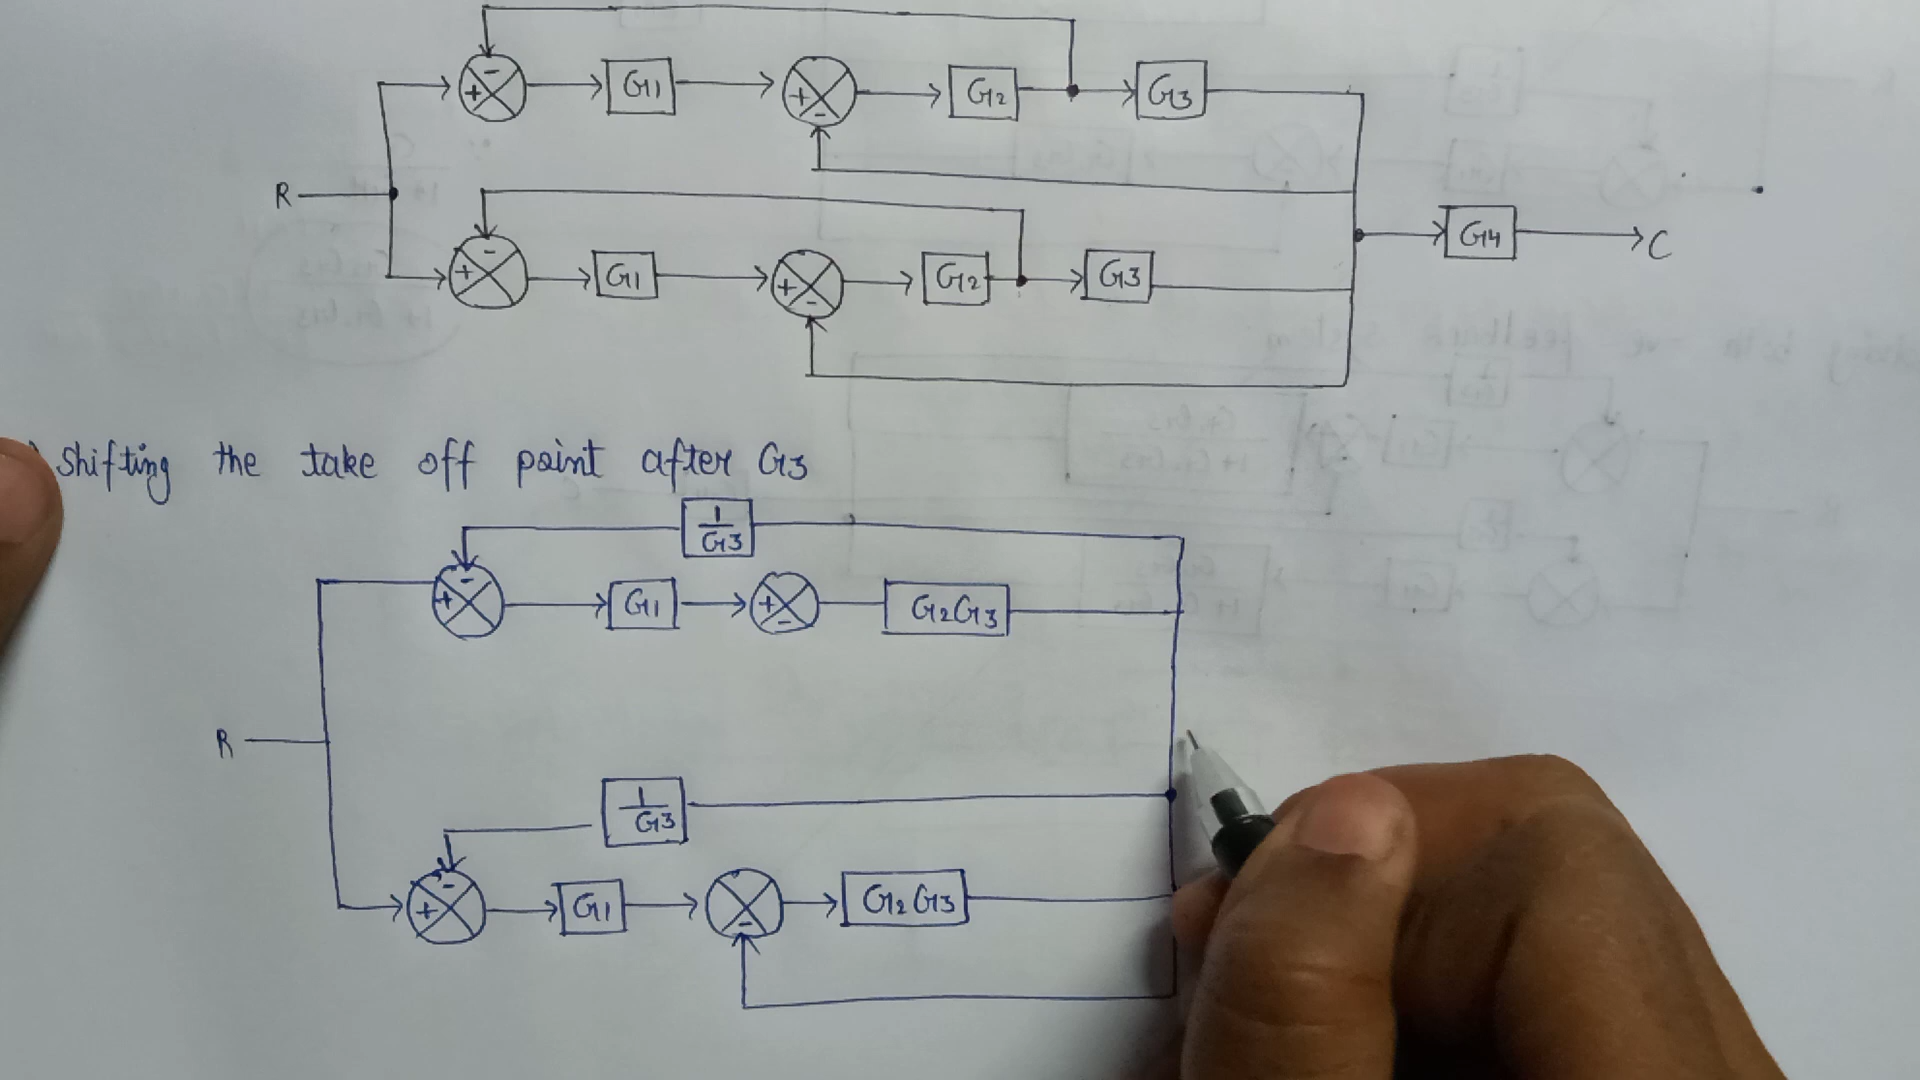 - + G1 + - G2 G3
R
- + G1 + - G2 G3
G4 C
Shifting the take off point after G3
1/G3
- + G1 + - G2G3
R
1/G3
- + G1 - G2G3